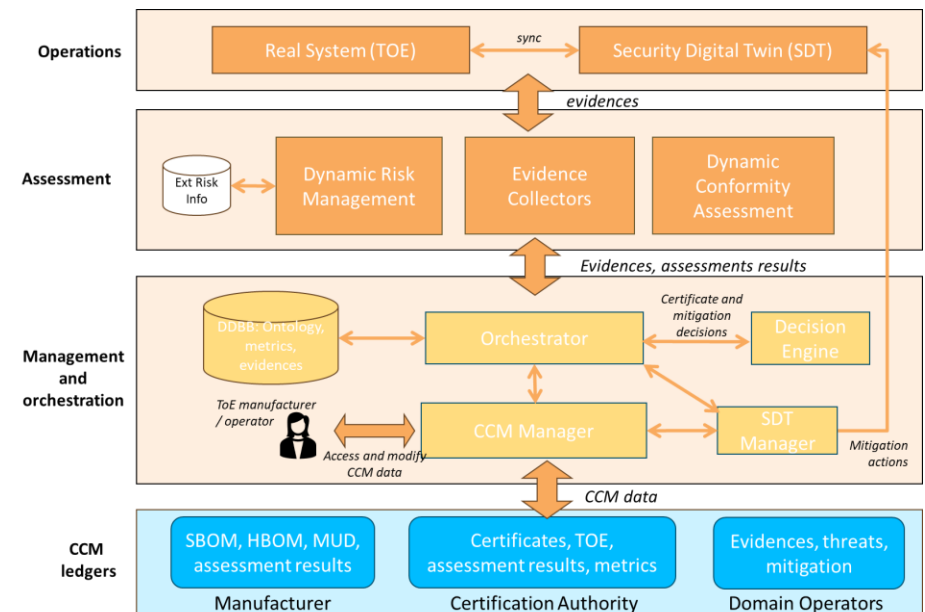 Operations
Real System (TOE)
sync
Security Digital Twin (SDT)
evidences
Assessment
Ext Risk
Info
Dynamic Risk
Management
Evidence
Collectors
Dynamic
Conformity
Assessment
Evidences, assessments results
Management
and
orchestration
DDBB: Ontology,
metrics,
evidences
Orchestrator
Certificate and
mitigation
decisions
Decision
Engine
ToE manufacturer
/ operator
Access and modify
CCM data
CCM Manager
SDT
Manager
Mitigation
actions
CCM data
CCM
ledgers
SBOM, HBOM, MUD,
assessment results
Manufacturer
Certificates, TOE,
assessment results, metrics
Certification Authority
Evidences, threats,
mitigation
Domain Operators